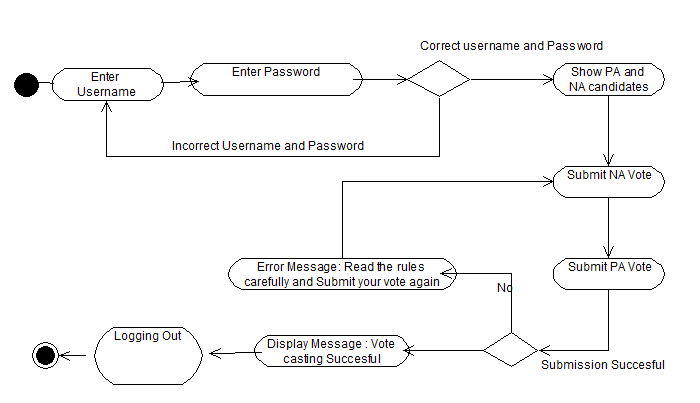 Correct username and Password
Enter
Username
Enter Password
Show PA and
NA candidates
Incorrect Username and Password
Submit NA Vote
Error Message: Read the rules
carefully and Submit your vote again
Submit PA Vote
No
Logging Out
Display Message : Vote
casting Succesful
Submission Succesful